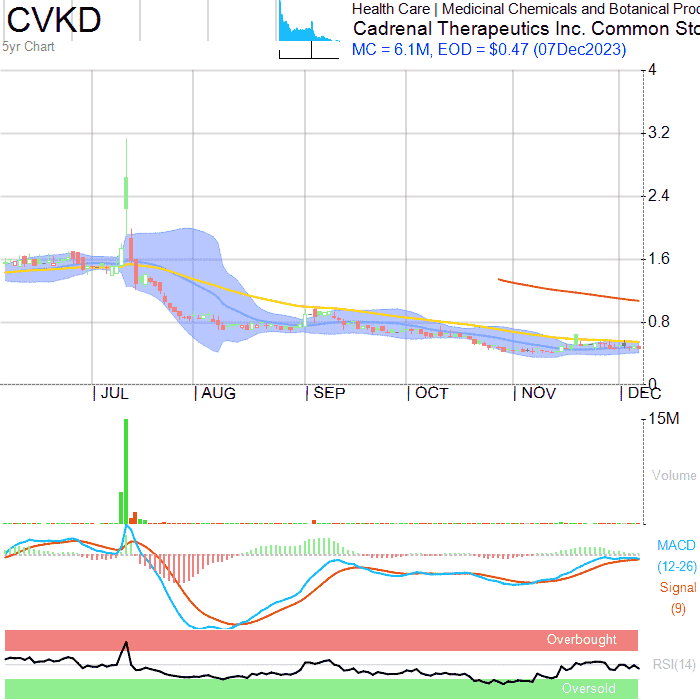 CVKD
5yr Chart
Health Care | Medicinal Chemicals and Botanical Proc
Cadrenal Therapeutics Inc. Common Sto
MC = 6.1M, EOD = $0.47 (07Dec2023)
4
3.2
2.4
1.6
0.8
0
JUL AUG SEP OCT NOV DEC
15M
Volume
MACD
(12-26)
Signal
(9)
Overbought
RSI(14)
Oversold